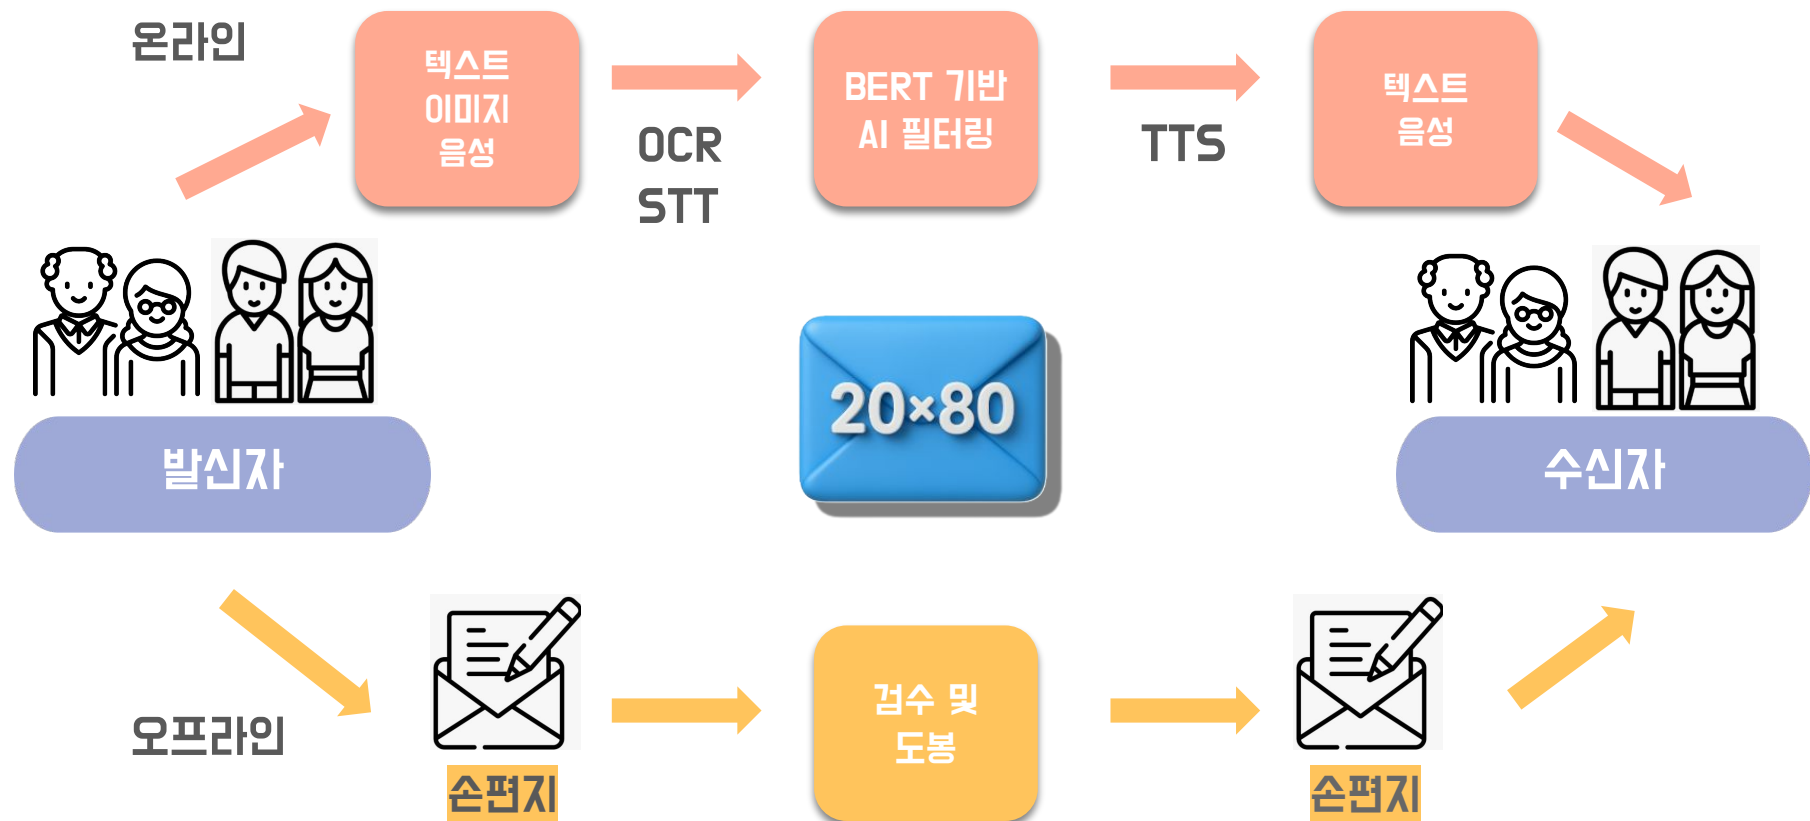 온라인
텍스트
이미지
음성
OCR
STT
BERT 기반
AI 필터링
TTS
텍스트
음성
발신자
20×80
수신자
오프라인
손편지
검수 및
도봉
손편지